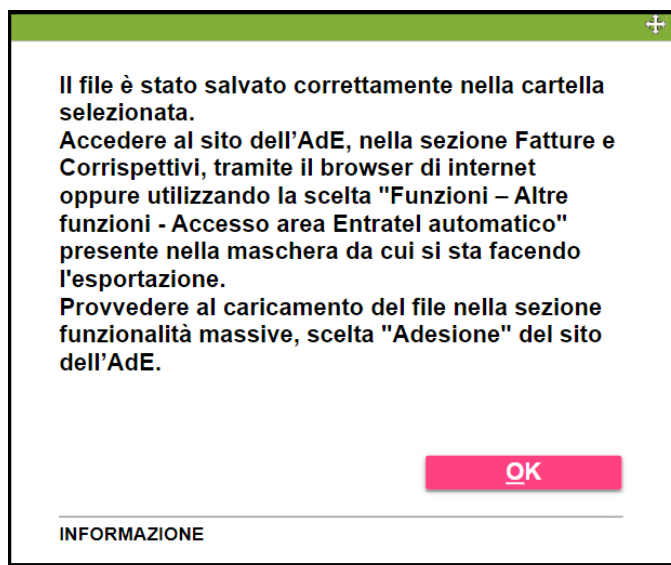 Il file è stato salvato correttamente nella cartella
selezionata.
Accedere al sito dell’AdE, nella sezione Fatture e
Corrispettivi, tramite il browser di internet
oppure utilizzando la scelta "Funzioni – Altre
funzioni - Accesso area Entratel automatico"
presente nella maschera da cui si sta facendo
l'esportazione.
Provvedere al caricamento del file nella sezione
funzionalità massive, scelta "Adesione" del sito
dell’AdE.
OK
INFORMAZIONE